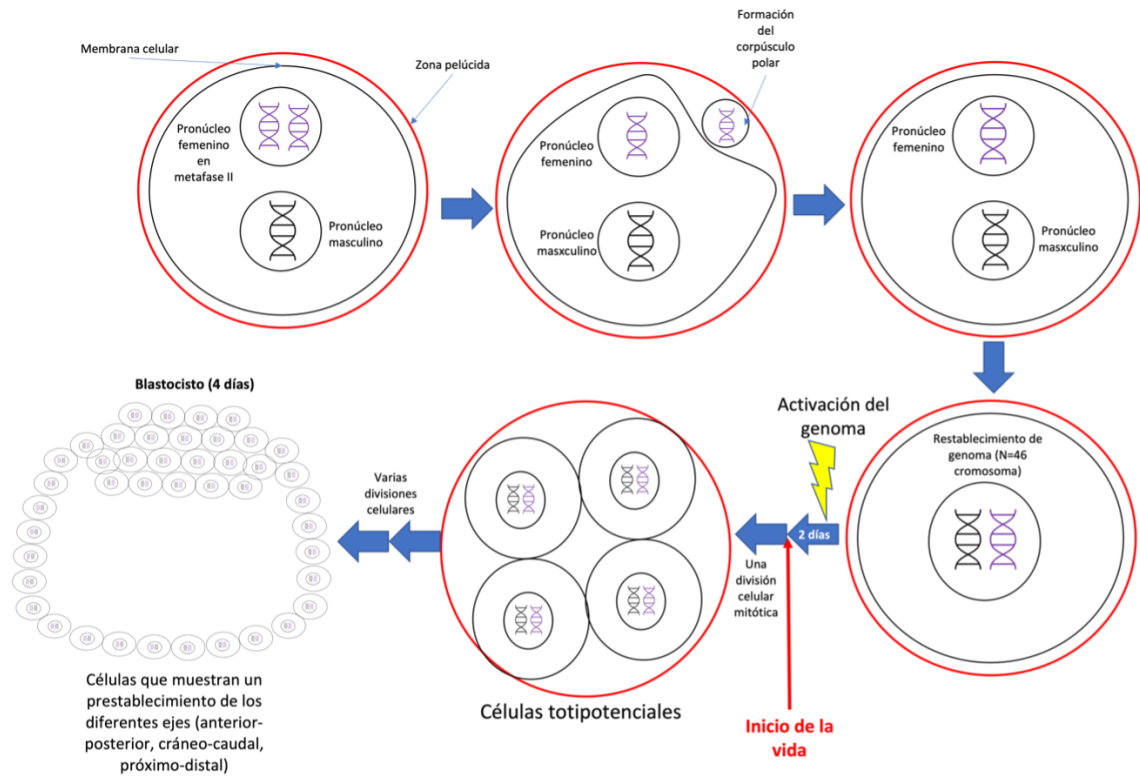 Membrana celular
Zona pelúcida
Pronúcleo
femenino
en
metafase II
Pronúcleo
masculino
Formación
del
corpúsculo
polar
Pronúcleo
femenino
Pronúcleo
masxculino
Pronúcleo
femenino
Pronúcleo
masxculino
Restablecimiento de
genoma (N=46
cromosoma)
Activación del
genoma
2 días
Una
división
celular
mitótica
Inicio de la
vida
Células totipotenciales
Varias
divisiones
celulares
Blastocisto (4 días)
Células que muestran un
prestablecimiento de los
diferentes ejes (anterior-
posterior, cráneo-caudal,
próximo-distal)